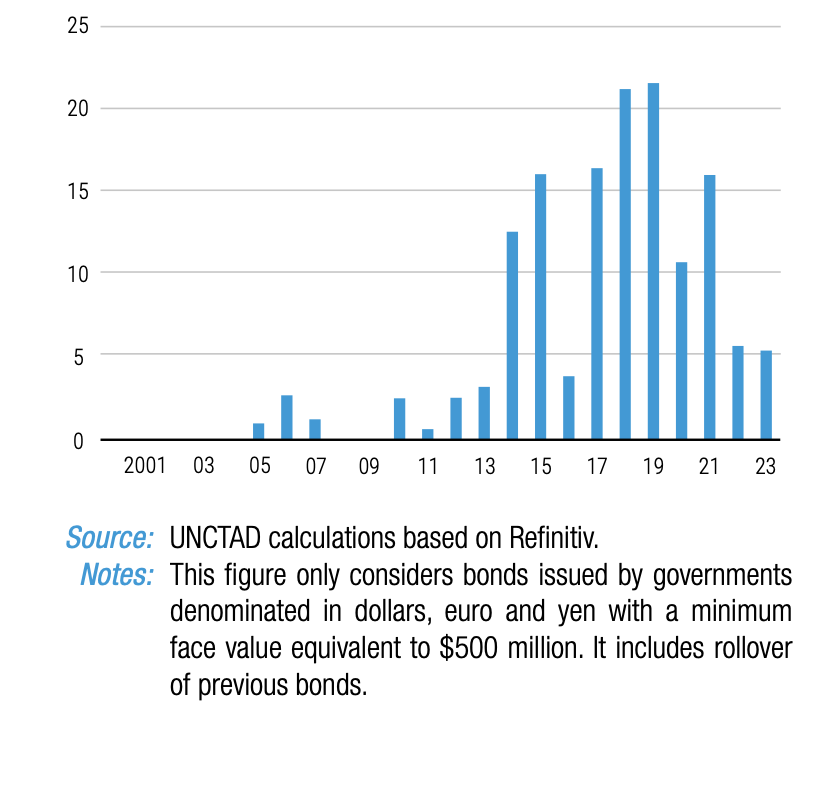 25
20
15
10
5
0
2001 03 05 07 09 11 13 15 17 19 21 23
Source: UNCTAD calculations based on Refinitiv.
Notes: This figure only considers bonds issued by governments
denominated in dollars, euro and yen with a minimum
face value equivalent to $500 million. It includes rollover
of previous bonds.